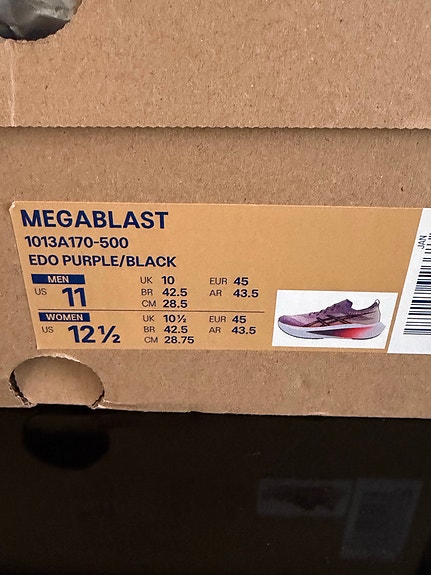 MEGABLAST
1013A170-500
EDO PURPLE/BLACK
MEN
US 11
UK 10 EUR 45
BR 42.5 AR 43.5
CM 28.5
WOMEN
US 12½
UK 10½ EUR 45
BR 42.5 AR 43.5
CM 28.75
JAN